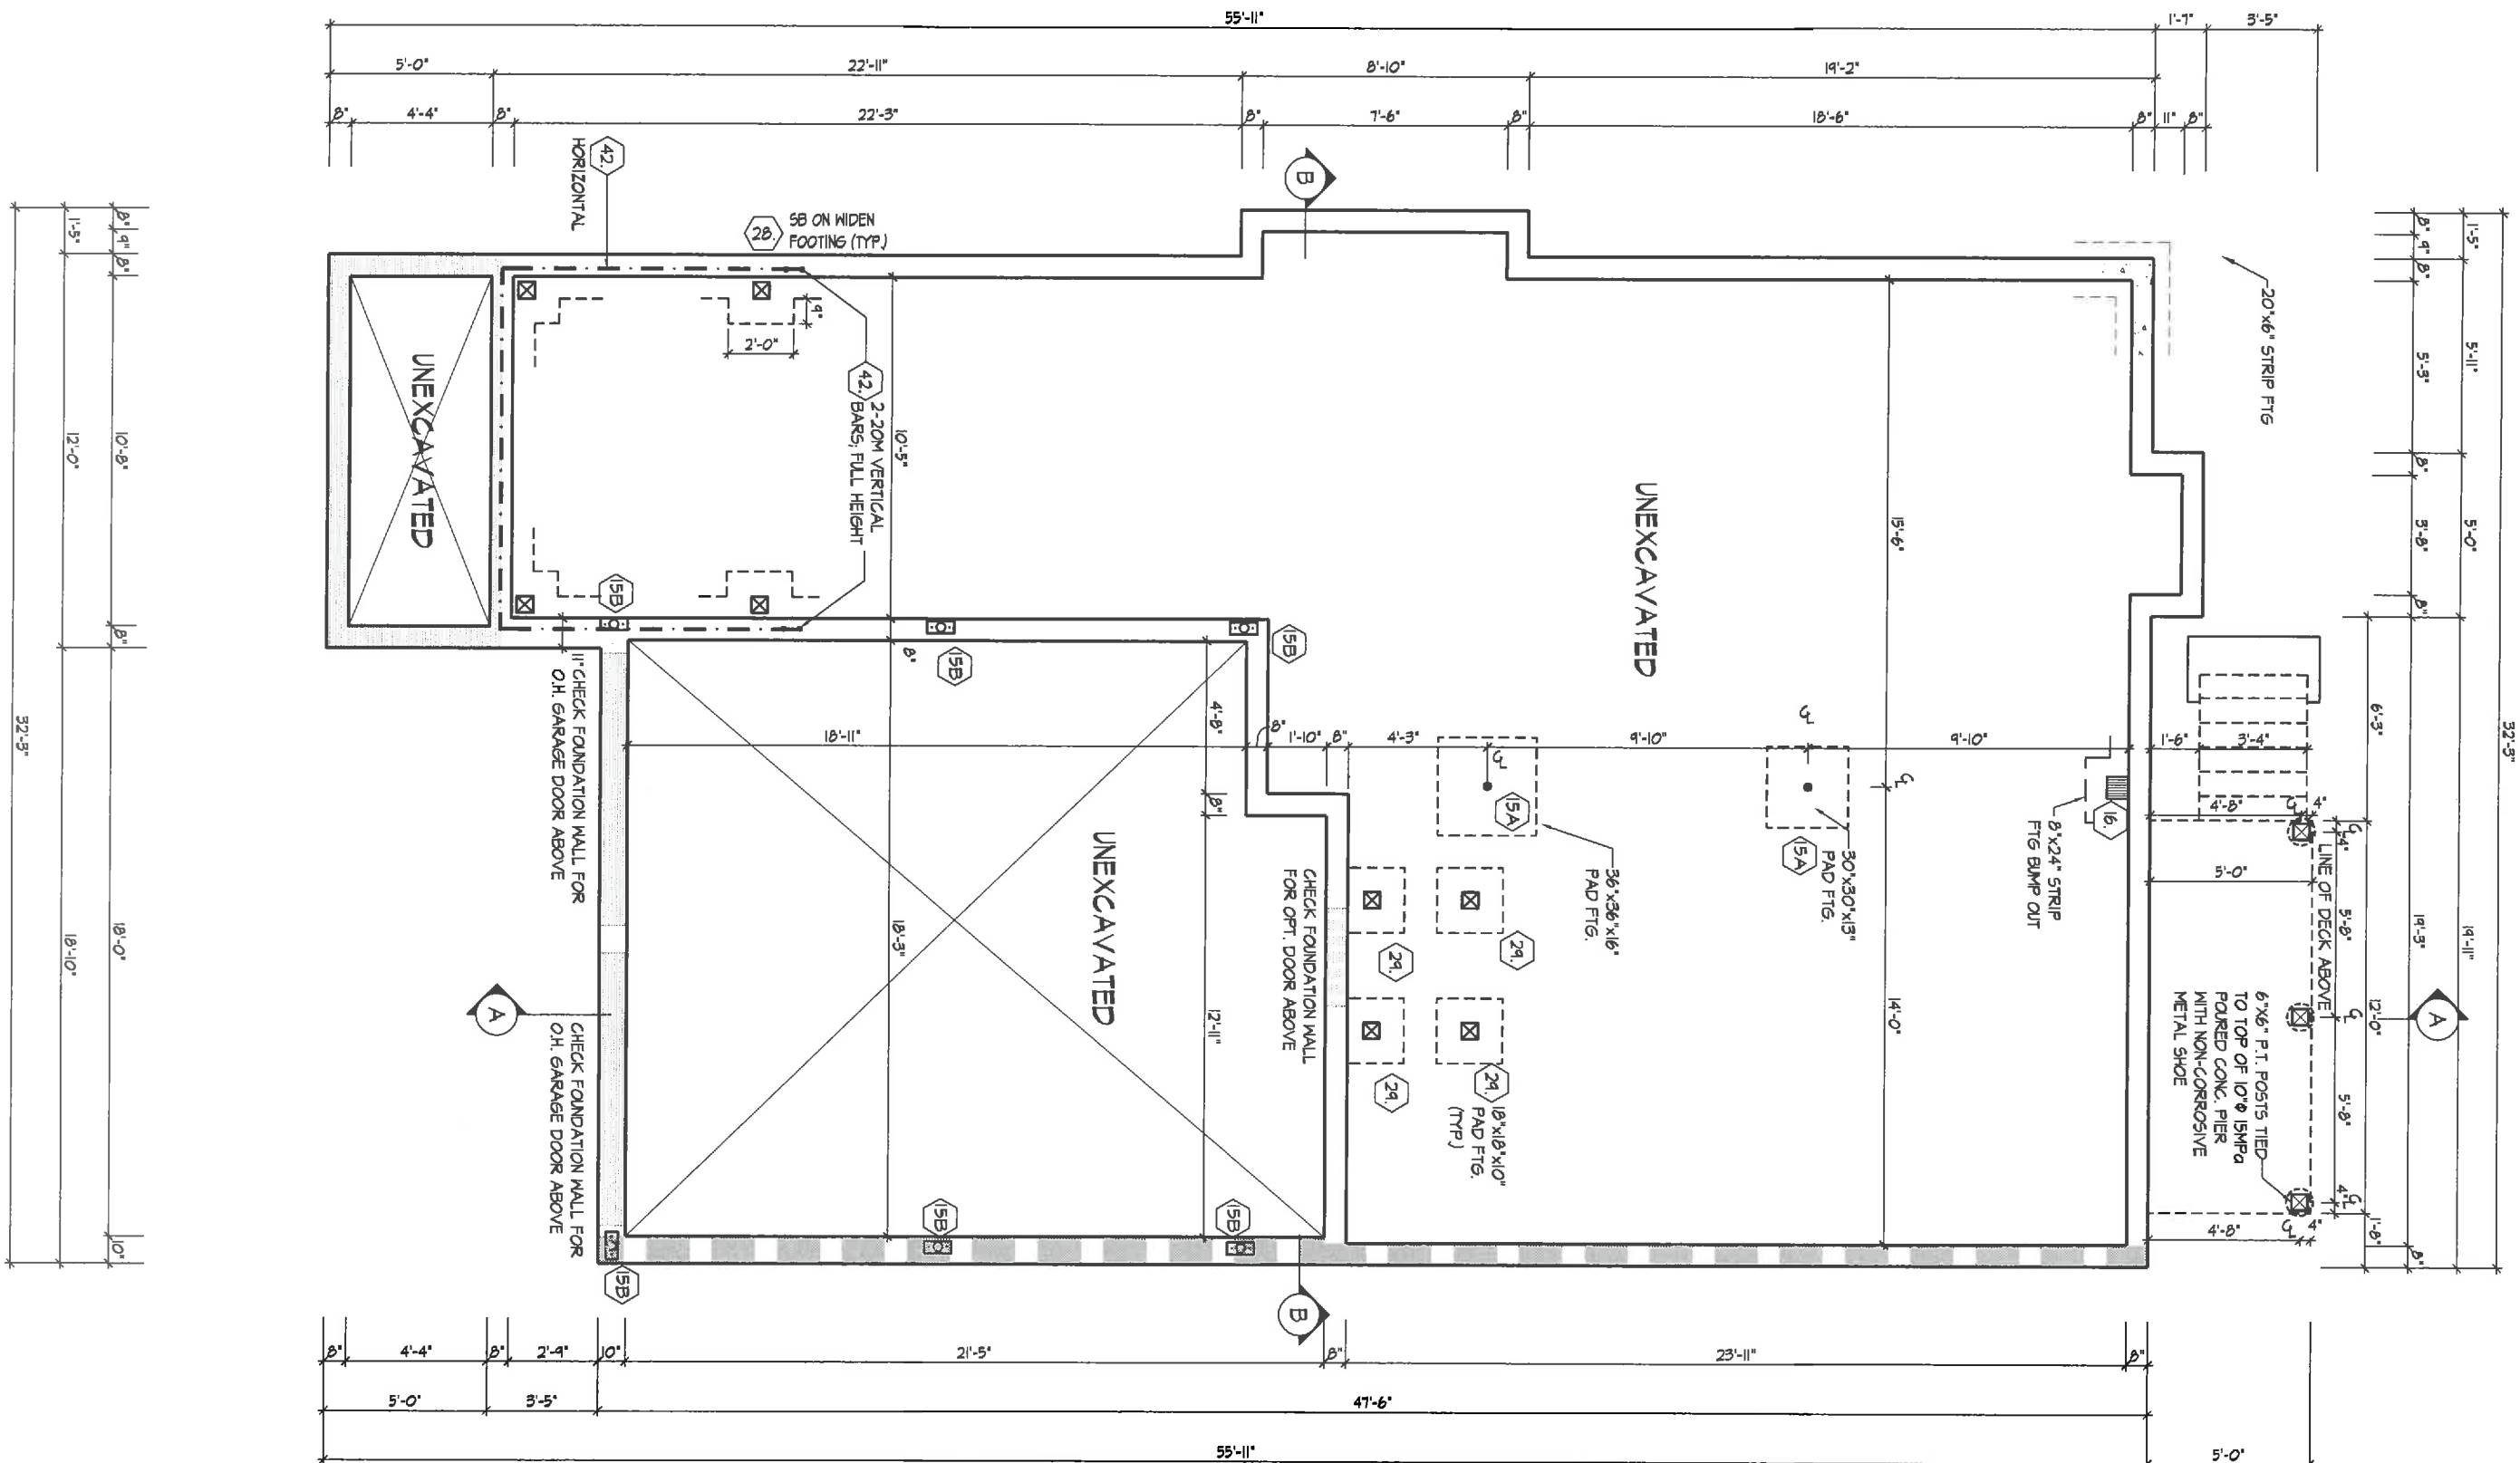 55'-11"
1'-7"
3'-5"
5'-0"
22'-11"
8'-10"
19'-2"
8"
4'-4"
8"
22'-3"
8"
7'-6"
8"
18'-6"
8"
11"
8"
42.
HORIZONTAL
B
28.
5B ON WIDEN
FOOTING (TYP.)
8"
9"
8"
10'-8"
8"
18'-0"
10"
1'-5"
12'-0"
18'-10"
32'-3"
UNEXCAVATED
9"
2'-0"
42.
2-20M VERTICAL
BARS; FULL HEIGHT
10'-5"
15B
15B
15B
UNEXCAVATED
15'-6"
20"x6" STRIP FTG
8"
9"
8"
5'-3"
8"
3'-8"
8"
19'-3"
8"
1'-5"
5'-11"
5'-0"
19'-11"
32'-3"
6'-3"
12'-0"
1'-8"
11" CHECK FOUNDATION WALL FOR
O.H. GARAGE DOOR ABOVE
8"
4'-8"
8"
18'-11"
8"
1'-10"
8"
4'-3"
9'-10"
9'-10"
1'-6"
3'-4"
12'-11"
18'-3"
UNEXCAVATED
CHECK FOUNDATION WALL
FOR OPT. DOOR ABOVE
15A
36"x36"x16"
PAD FTG.
15A
30"x30"x13"
PAD FTG.
16.
8"x24" STRIP
FTG BUMP OUT
4'-8"
4"
5'-0"
4"
5'-8"
5'-8"
4"
LINE OF DECK ABOVE
29.
29.
29.
29.
18"x18"x10"
PAD FTG.
(TYP.)
14'-0"
6"X6" P.T. POSTS TIED
TO TOP OF 10"Φ 15MPa
POURED CONC. PIER
WITH NON-CORROSIVE
METAL SHOE
4'-8"
4"
A
A
CHECK FOUNDATION WALL FOR
O.H. GARAGE DOOR ABOVE
15B
15B
15B
B
8"
4'-4"
8"
2'-9"
10"
21'-5"
8"
23'-11"
8"
5'-0"
3'-5"
47'-6"
55'-11"
5'-0"